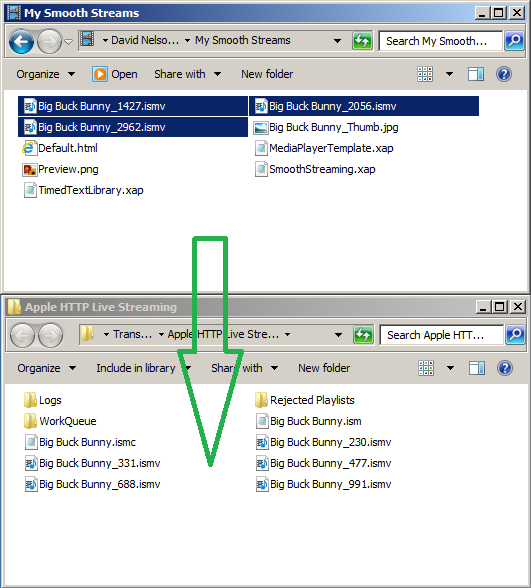 My Smooth Streams
David Nelso... My Smooth Streams Search My Smooth...
Organize Open Share with New folder
Big Buck Bunny_1427.ismv Big Buck Bunny_2056.ismv
Big Buck Bunny_2962.ismv Big Buck Bunny_Thumb.jpg
Default.html MediaPlayerTemplate.xap
Preview.png SmoothStreaming.xap
TimedTextLibrary.xap
Apple HTTP Live Streaming
Trans... Apple HTTP Live Stre... Search Apple HTT...
Organize Include in library Share with New folder
Logs Rejected Playlists
WorkQueue Big Buck Bunny.ism
Big Buck Bunny.ismc Big Buck Bunny_230.ismv
Big Buck Bunny_331.ismv Big Buck Bunny_477.ismv
Big Buck Bunny_688.ismv Big Buck Bunny_991.ismv